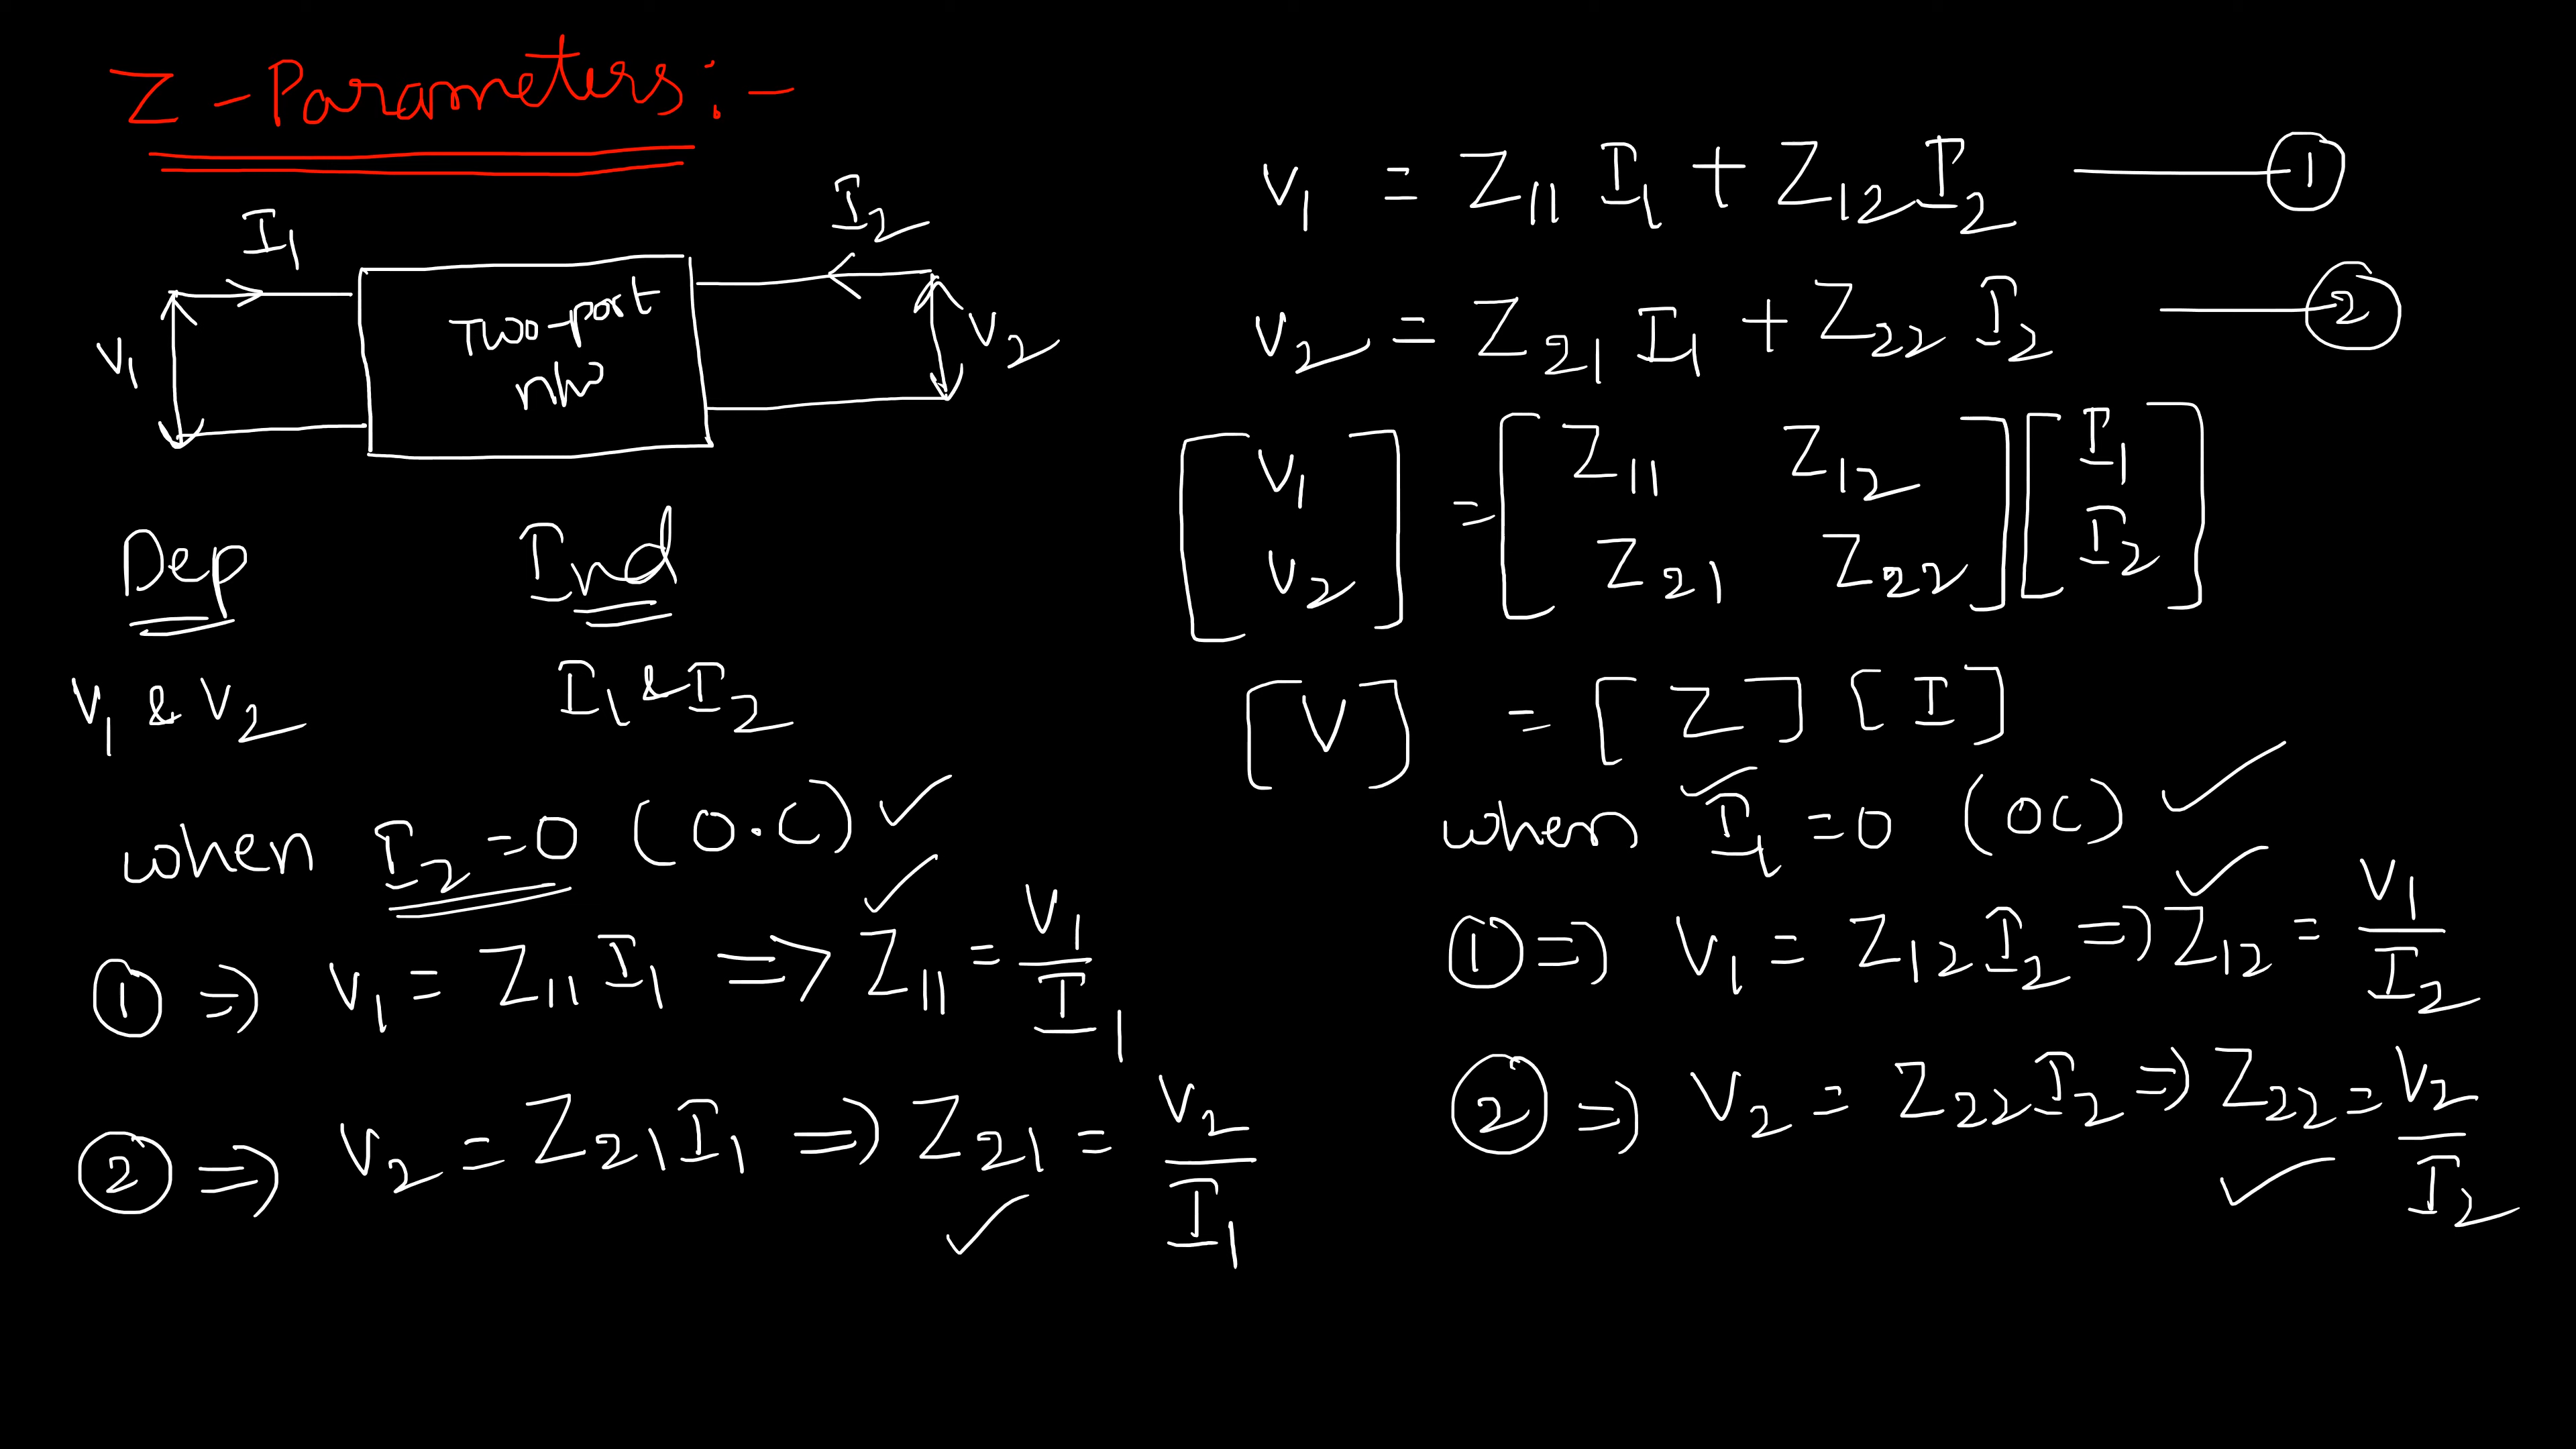 Z - Parameters:-
I1
I2
V1
Two-port
n/w
V2
Dep Ind
V1 & V2 I1 & I2
when I2 = 0 (O.C) ✓
① ⇒ V1 = Z11 I1 ⇒ Z11 = V1/I1 ✓
② ⇒ V2 = Z21 I1 ⇒ Z21 = V2/I1 ✓
V1 = Z11 I1 + Z12 I2 —— ①
V2 = Z21 I1 + Z22 I2 —— ②
[V1 V2] = [Z11 Z12 Z21 Z22] [I1 I2]
[V] = [Z] [I]
when I1 = 0 (OC) ✓
① ⇒ V1 = Z12 I2 ⇒ Z12 = V1/I2 ✓
② ⇒ V2 = Z22 I2 ⇒ Z22 = V2/I2 ✓